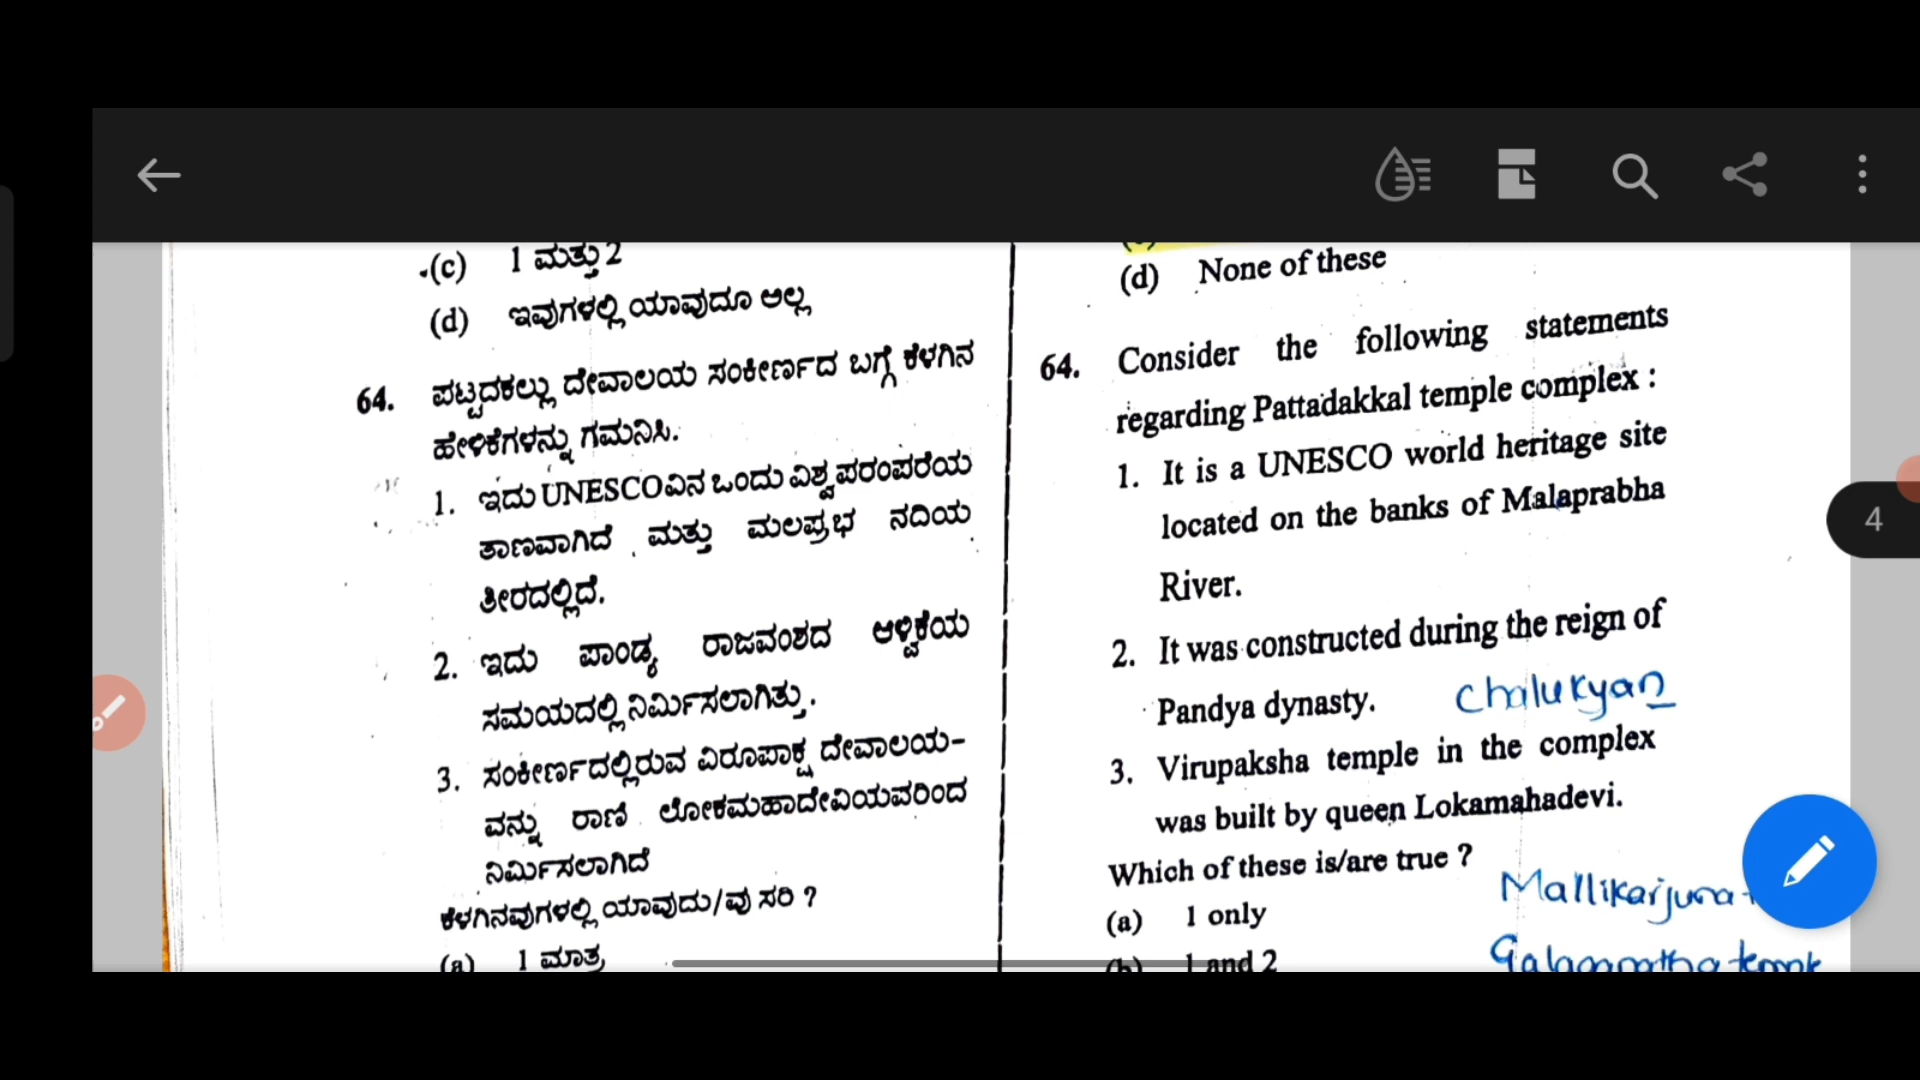 -(c) 1 ಮತ್ತು 2
(d) ಇವುಗಳಲ್ಲಿ ಯಾವುದೂ ಅಲ್ಲ
64. ಪಟ್ಟದಕಲ್ಲು ದೇವಾಲಯ ಸಂಕೀರ್ಣದ ಬಗ್ಗೆ ಕೆಳಗಿನ
ಹೇಳಿಕೆಗಳನ್ನು ಗಮನಿಸಿ.
1. ಇದು UNESCOವಿನ ಒಂದು ವಿಶ್ವಪರಂಪರೆಯ
ತಾಣವಾಗಿದೆ ಮತ್ತು ಮಲಪ್ರಭ ನದಿಯ
ತೀರದಲ್ಲಿದೆ.
2. ಇದು ಪಾಂಡ್ಯ ರಾಜವಂಶದ ಆಳ್ವಿಕೆಯ
ಸಮಯದಲ್ಲಿ ನಿರ್ಮಿಸಲಾಗಿತ್ತು.
3. ಸಂಕೀರ್ಣದಲ್ಲಿರುವ ವಿರೂಪಾಕ್ಷ ದೇವಾಲಯ-
ವನ್ನು ರಾಣಿ ಲೋಕಮಹಾದೇವಿಯವರಿಂದ
ನಿರ್ಮಿಸಲಾಗಿದೆ
ಕೆಳಗಿನವುಗಳಲ್ಲಿ ಯಾವುದು/ವು ಸರಿ ?
(a) 1 ಮಾತ್ರ
(d) None of these
64. Consider the following statements
regarding Pattadakkal temple complex :
1. It is a UNESCO world heritage site
located on the banks of Malaprabha
River.
2. It was constructed during the reign of
Pandya dynasty. Chalukyan
3. Virupaksha temple in the complex
was built by queen Lokamahadevi.
Which of these is/are true ?
Mallikarjuna
(a) 1 only
(b) 1 and 2
Galaganatha temple
4